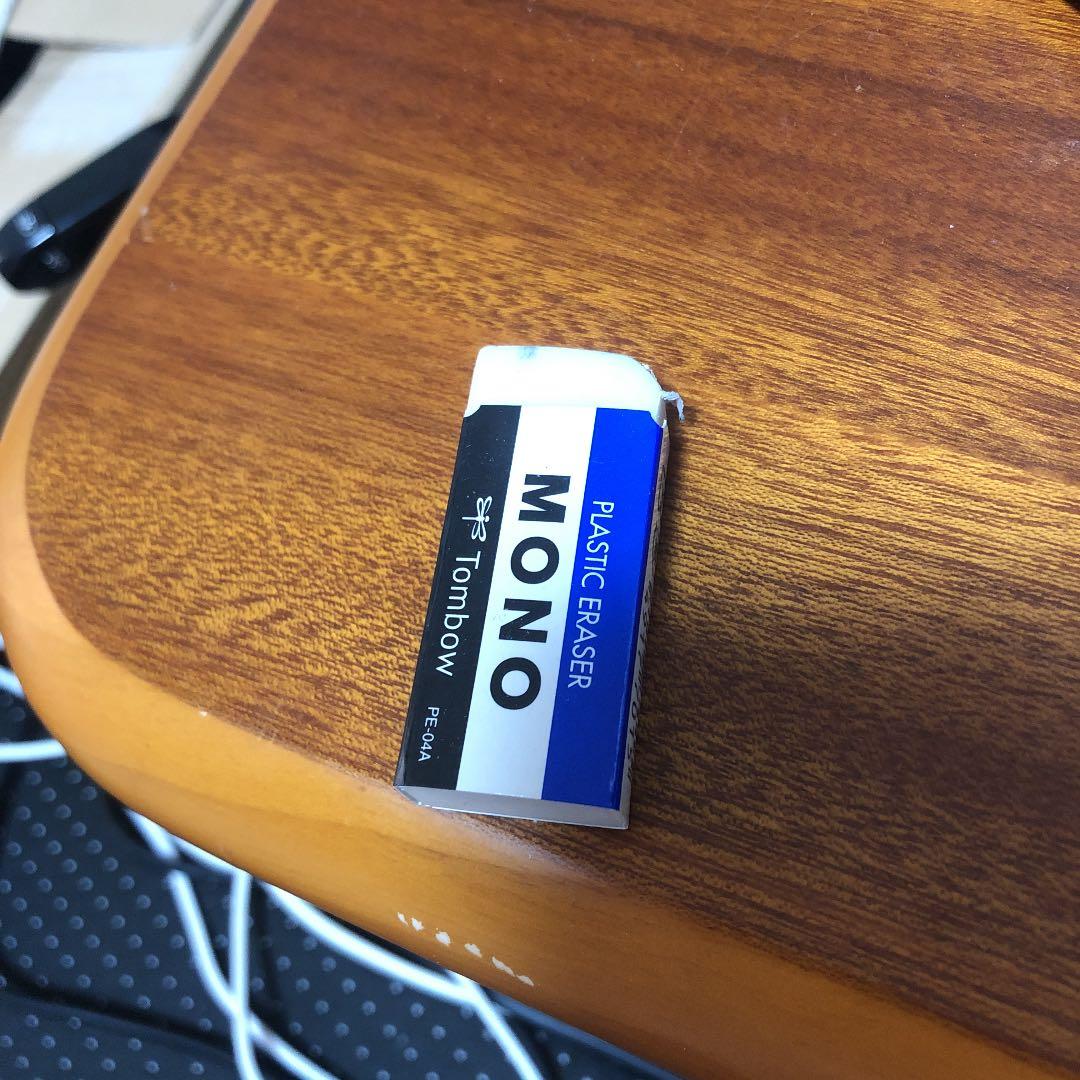 PLASTIC ERASER
MONO
Tombow PE-04A